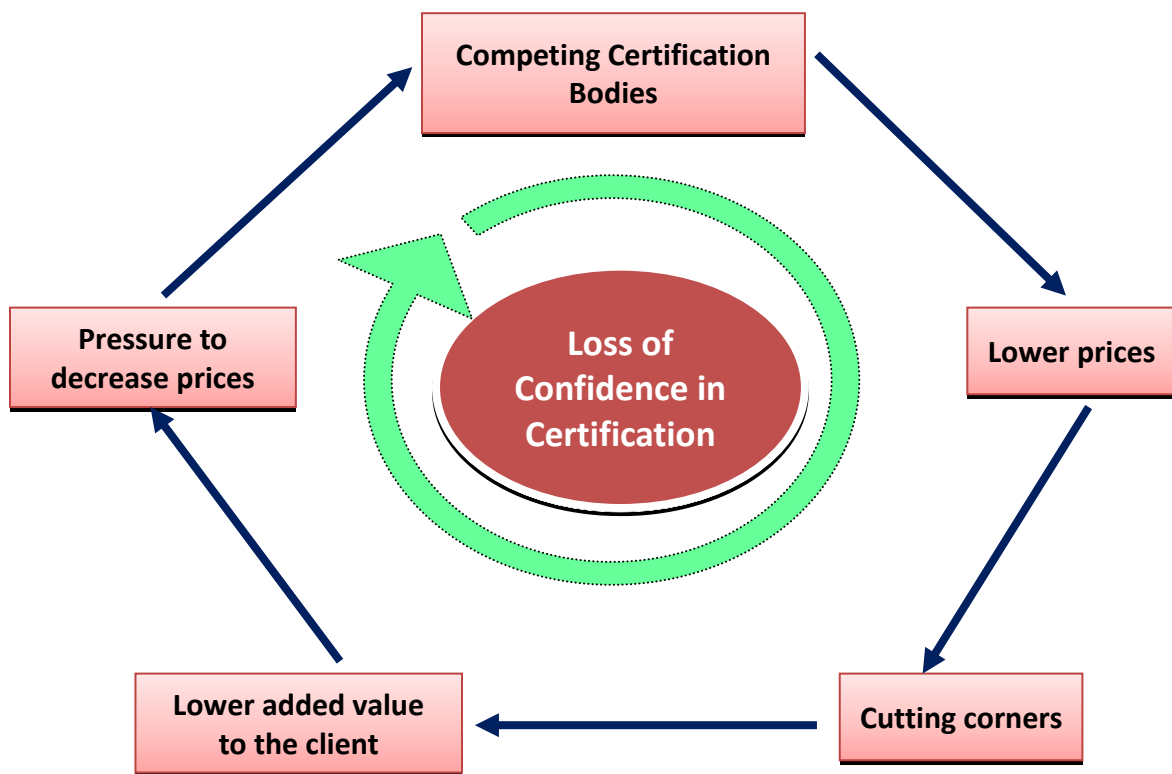 Competing Certification
Bodies
Lower prices
Cutting corners
Lower added value
to the client
Pressure to
decrease prices
Loss of
Confidence in
Certification